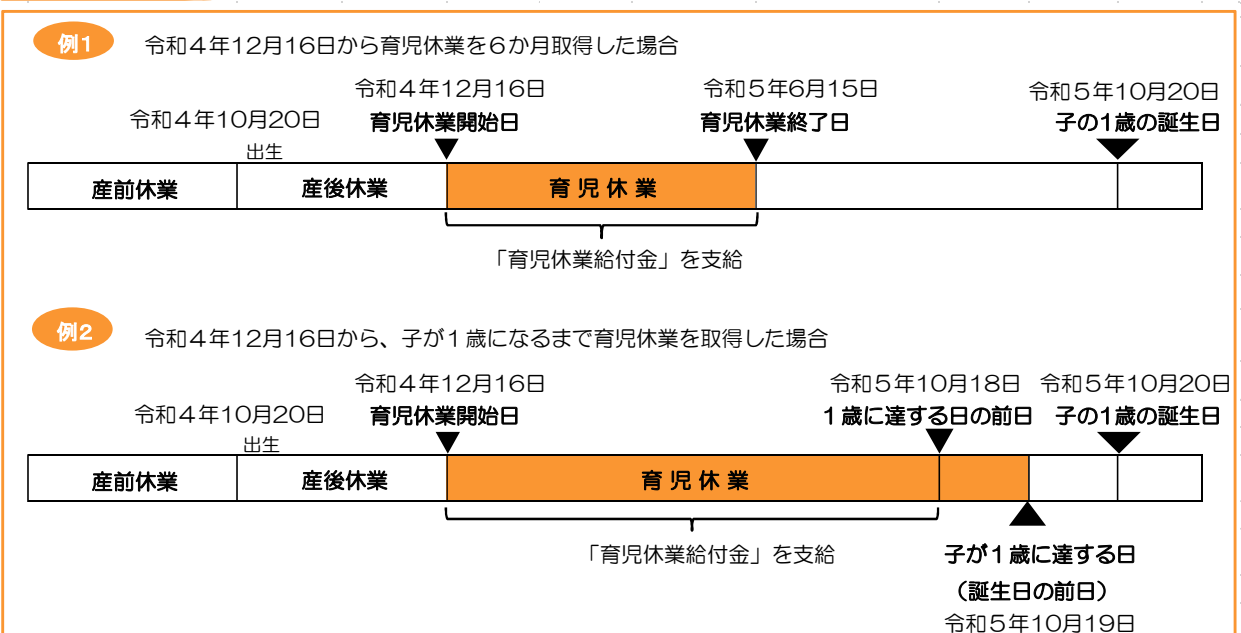 例1 令和4年12月16日から育児休業を6か月取得した場合
令和4年12月16日 令和5年6月15日 令和5年10月20日
令和4年10月20日 育児休業開始日 育児休業終了日 子の1歳の誕生日
出生
産前休業 産後休業 育児休業
「育児休業給付金」を支給
例2 令和4年12月16日から、子が1歳になるまで育児休業を取得した場合
令和4年12月16日 令和5年10月18日 令和5年10月20日
令和4年10月20日 育児休業開始日 1歳に達する日の前日 子の1歳の誕生日
出生
産前休業 産後休業 育児休業
「育児休業給付金」を支給 子が1歳に達する日
（誕生日の前日）
令和5年10月19日